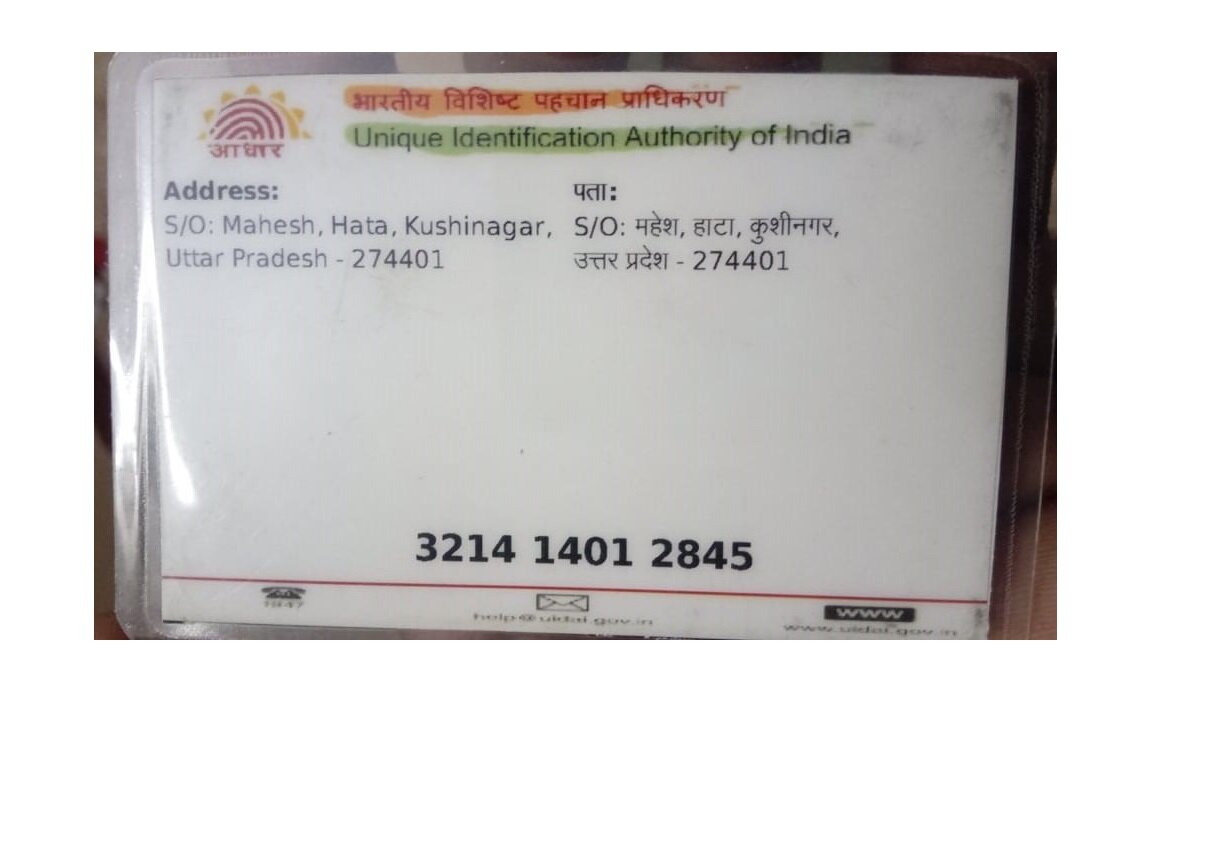 आधार
भारतीय विशिष्ट पहचान प्राधिकरण
Unique Identification Authority of India
Address:
S/O: Mahesh, Hata, Kushinagar,
Uttar Pradesh - 274401
पता:
S/O: महेश, हाटा, कुशीनगर,
उत्तर प्रदेश - 274401
3214 1401 2845
1947
help@uidai.gov.in
www
www.uidai.gov.in